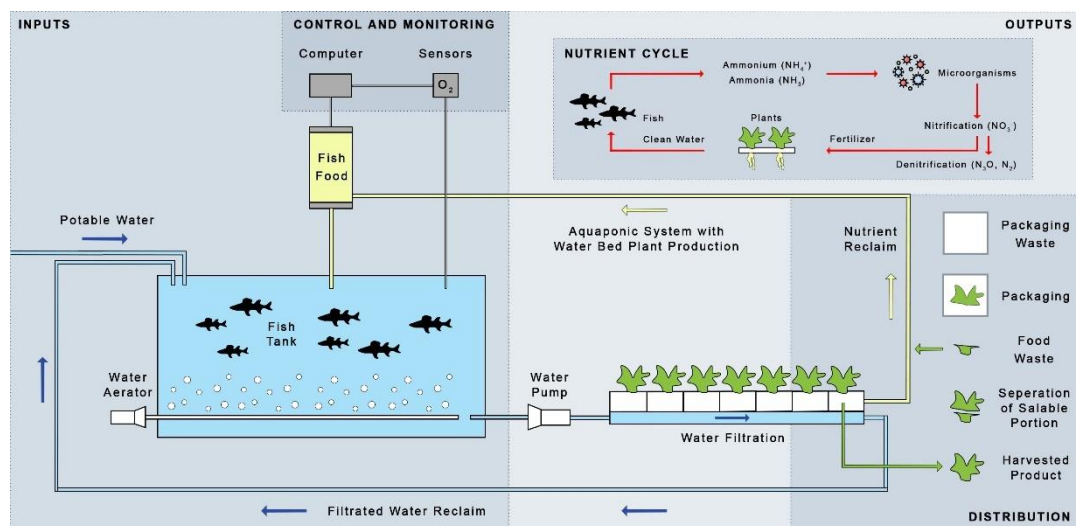 INPUTS
CONTROL AND MONITORING
OUTPUTS
Computer
Sensors
O₂
NUTRIENT CYCLE
Ammonium (NH₄⁺)
Ammonia (NH₃)
Microorganisms
Fish
Plants
Nitrification (NO₃⁻)
Clean Water
Fertilizer
Denitrification (N₃O, N₂)
Fish
Food
Potable Water
Aquaponic System with
Water Bed Plant Production
Nutrient
Reclaim
Packaging
Waste
Packaging
Fish
Tank
Food
Waste
Water
Aerator
Water
Pump
Seperation
of Salable
Portion
Water Filtration
Harvested
Product
Filtrated Water Reclaim
DISTRIBUTION